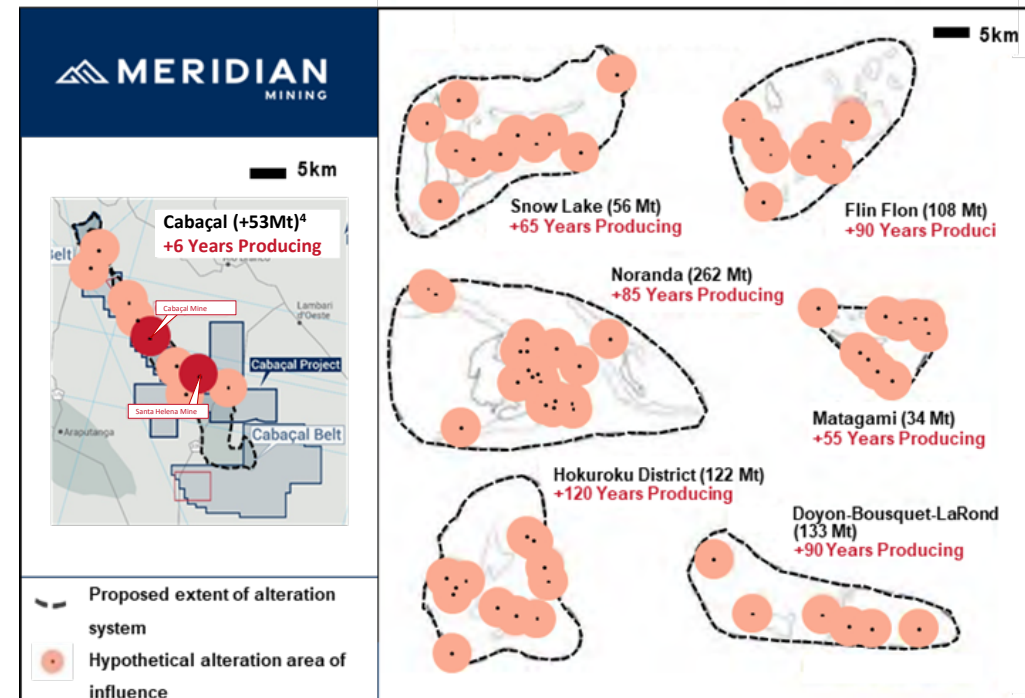 MERIDIAN
MINING
5km
Cabaçal (+53Mt)4
+6 Years Producing
Belt
Lambari
d'Oeste
Cabaçal Mine
Cabaçal Project
Santa Helena Mine
Araputanga
Cabaçal Belt
Proposed extent of alteration
system
Hypothetical alteration area of
influence
5km
Snow Lake (56 Mt)
+65 Years Producing
Flin Flon (108 Mt)
+90 Years Produci
Noranda (262 Mt)
+85 Years Producing
Matagami (34 Mt)
+55 Years Producing
Hokuroku District (122 Mt)
+120 Years Producing
Doyon-Bousquet-LaRond
(133 Mt)
+90 Years Producing